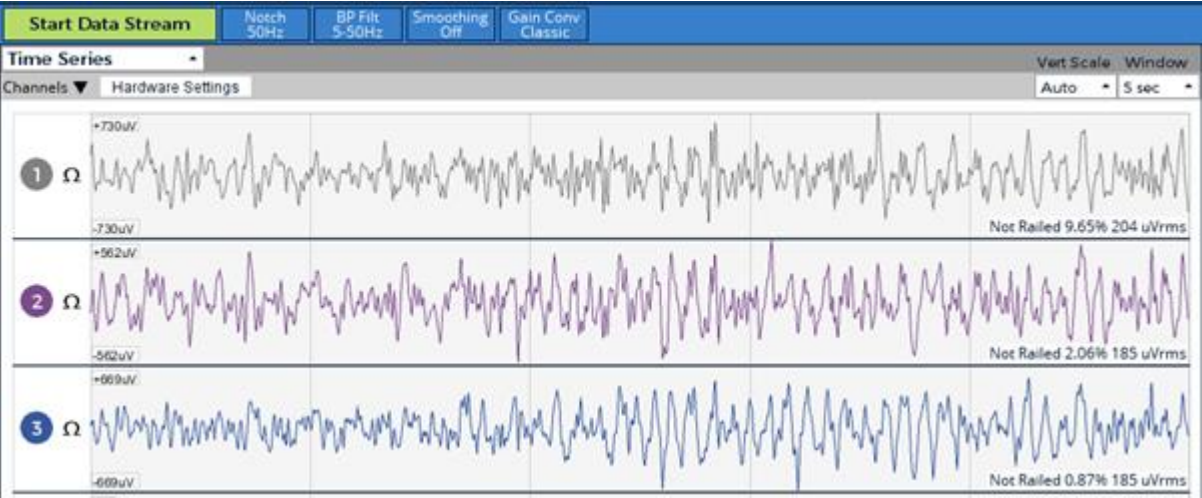 Start Data Stream
Notch
50Hz
BP Filt
5-50Hz
Smoothing
Off
Gain Conv
Classic
Time Series
Vert Scale Window
Channels ▼ Hardware Settings
Auto 5 sec
+730uV
1 Ω
-730uV
Not Railed 9.65% 204 uVrms
+562uV
2 Ω
-562uV
Not Railed 2.06% 185 uVrms
+669uV
3 Ω
-669uV
Not Railed 0.87% 185 uVrms